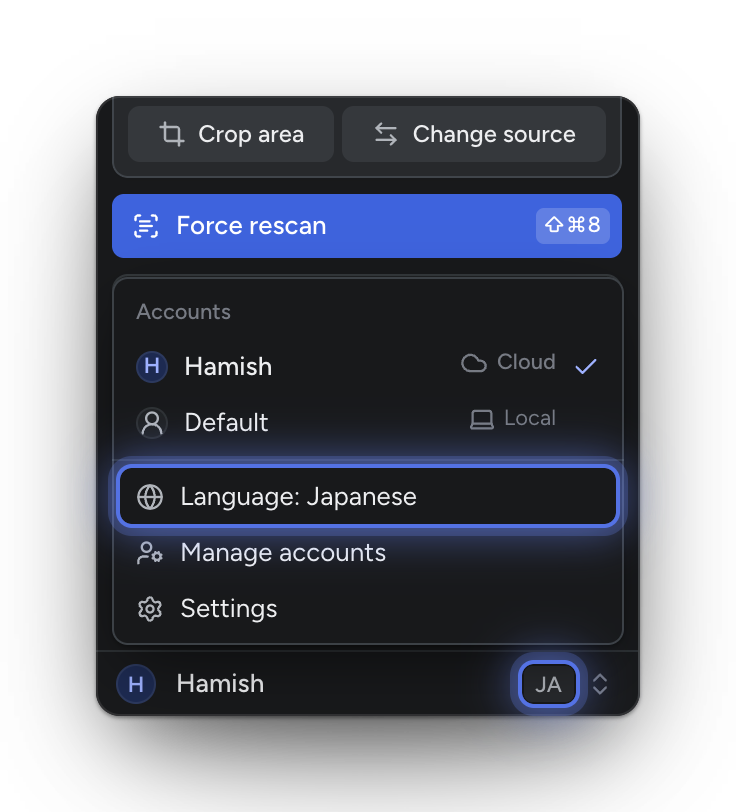 Crop area
Change source
Force rescan
⇧⌘8
Accounts
H Hamish Cloud
Default Local
Language: Japanese
Manage accounts
Settings
H Hamish JA